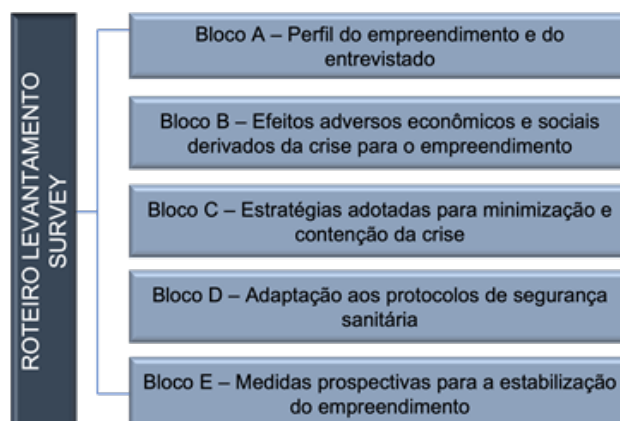 ROTEIRO LEVANTAMENTO
SURVEY
Bloco A – Perfil do empreendimento e do
entrevistado
Bloco B – Efeitos adversos econômicos e sociais
derivados da crise para o empreendimento
Bloco C – Estratégias adotadas para minimização e
contenção da crise
Bloco D – Adaptação aos protocolos de segurança
sanitária
Bloco E – Medidas prospectivas para a estabilização
do empreendimento